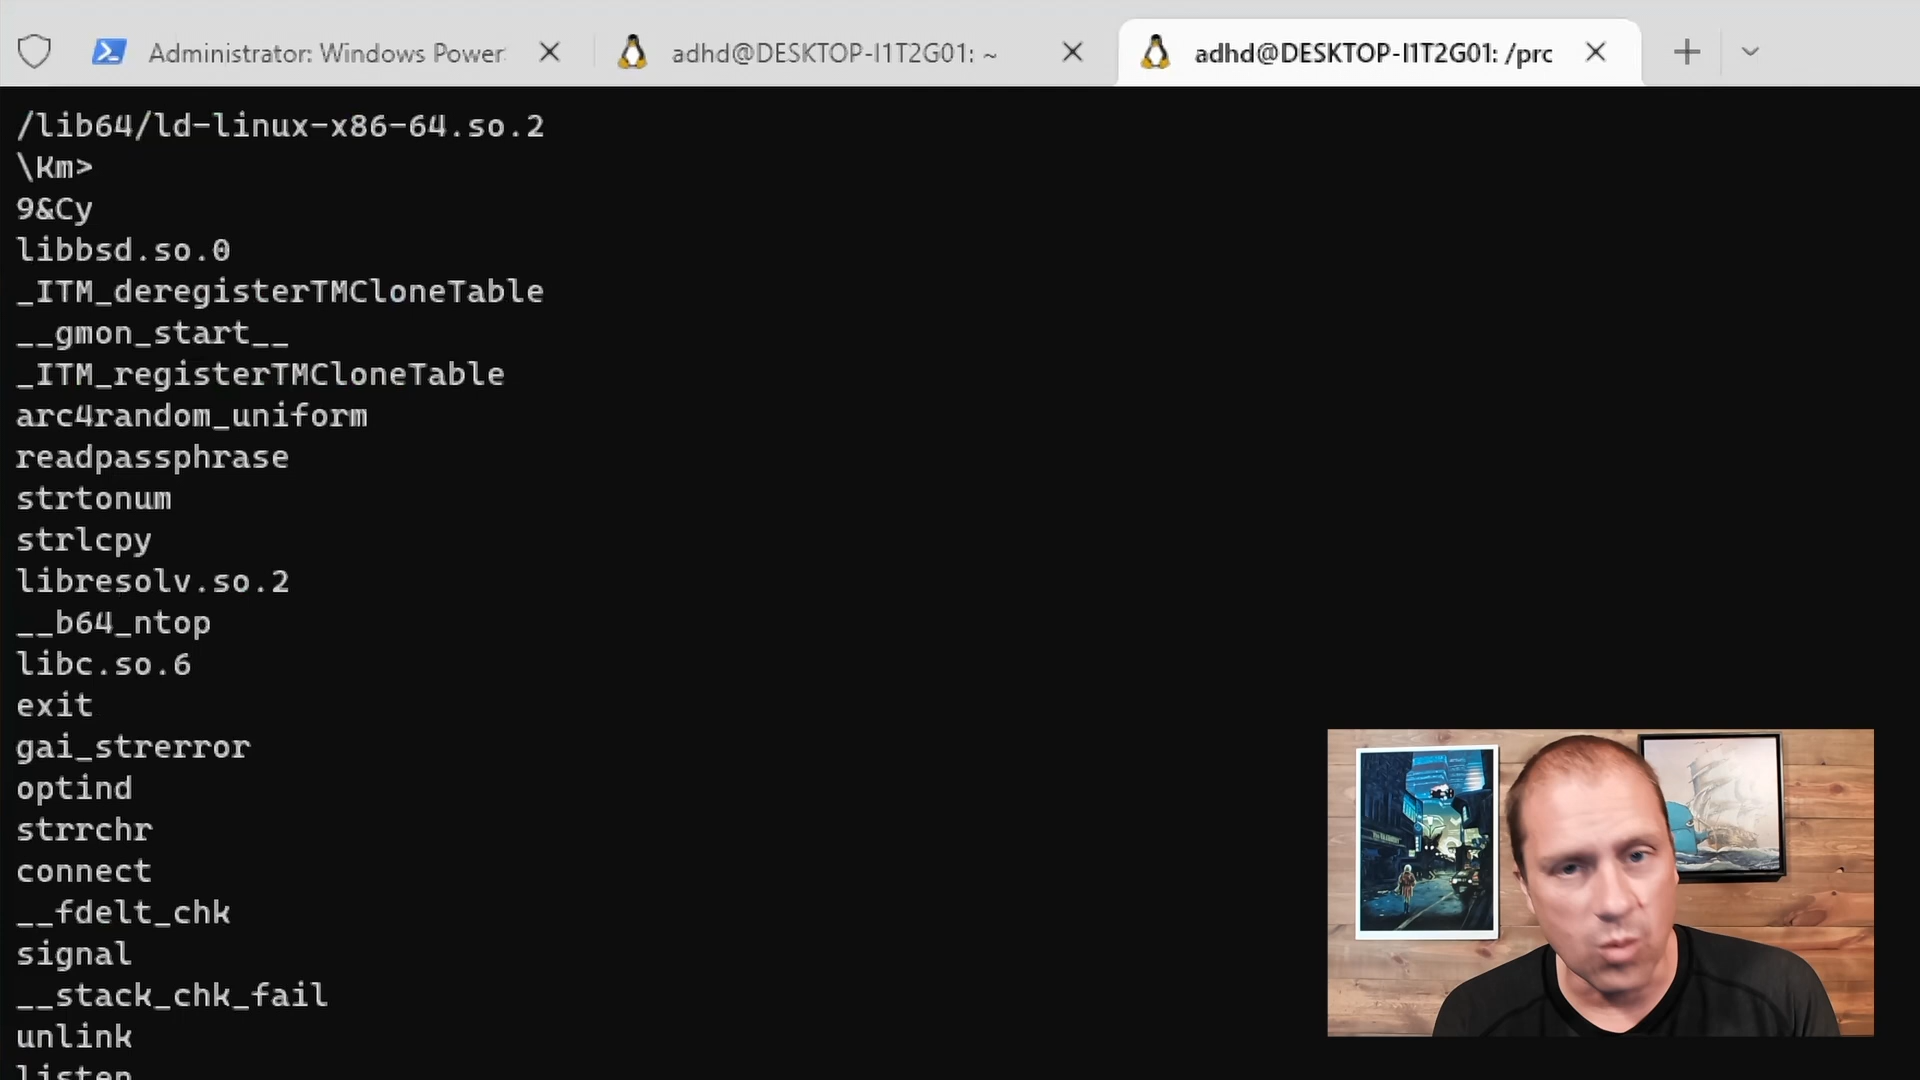 Administrator: Windows Power
adhd@DESKTOP-I1T2G01: ~
adhd@DESKTOP-I1T2G01: /prc
/lib64/ld-linux-x86-64.so.2
\Km>
9&Cy
libbsd.so.0
_ITM_deregisterTMCloneTable
__gmon_start__
_ITM_registerTMCloneTable
arc4random_uniform
readpassphrase
strtonum
strlcpy
libresolv.so.2
__b64_ntop
libc.so.6
exit
gai_strerror
optind
strrchr
connect
__fdelt_chk
signal
__stack_chk_fail
unlink
listen